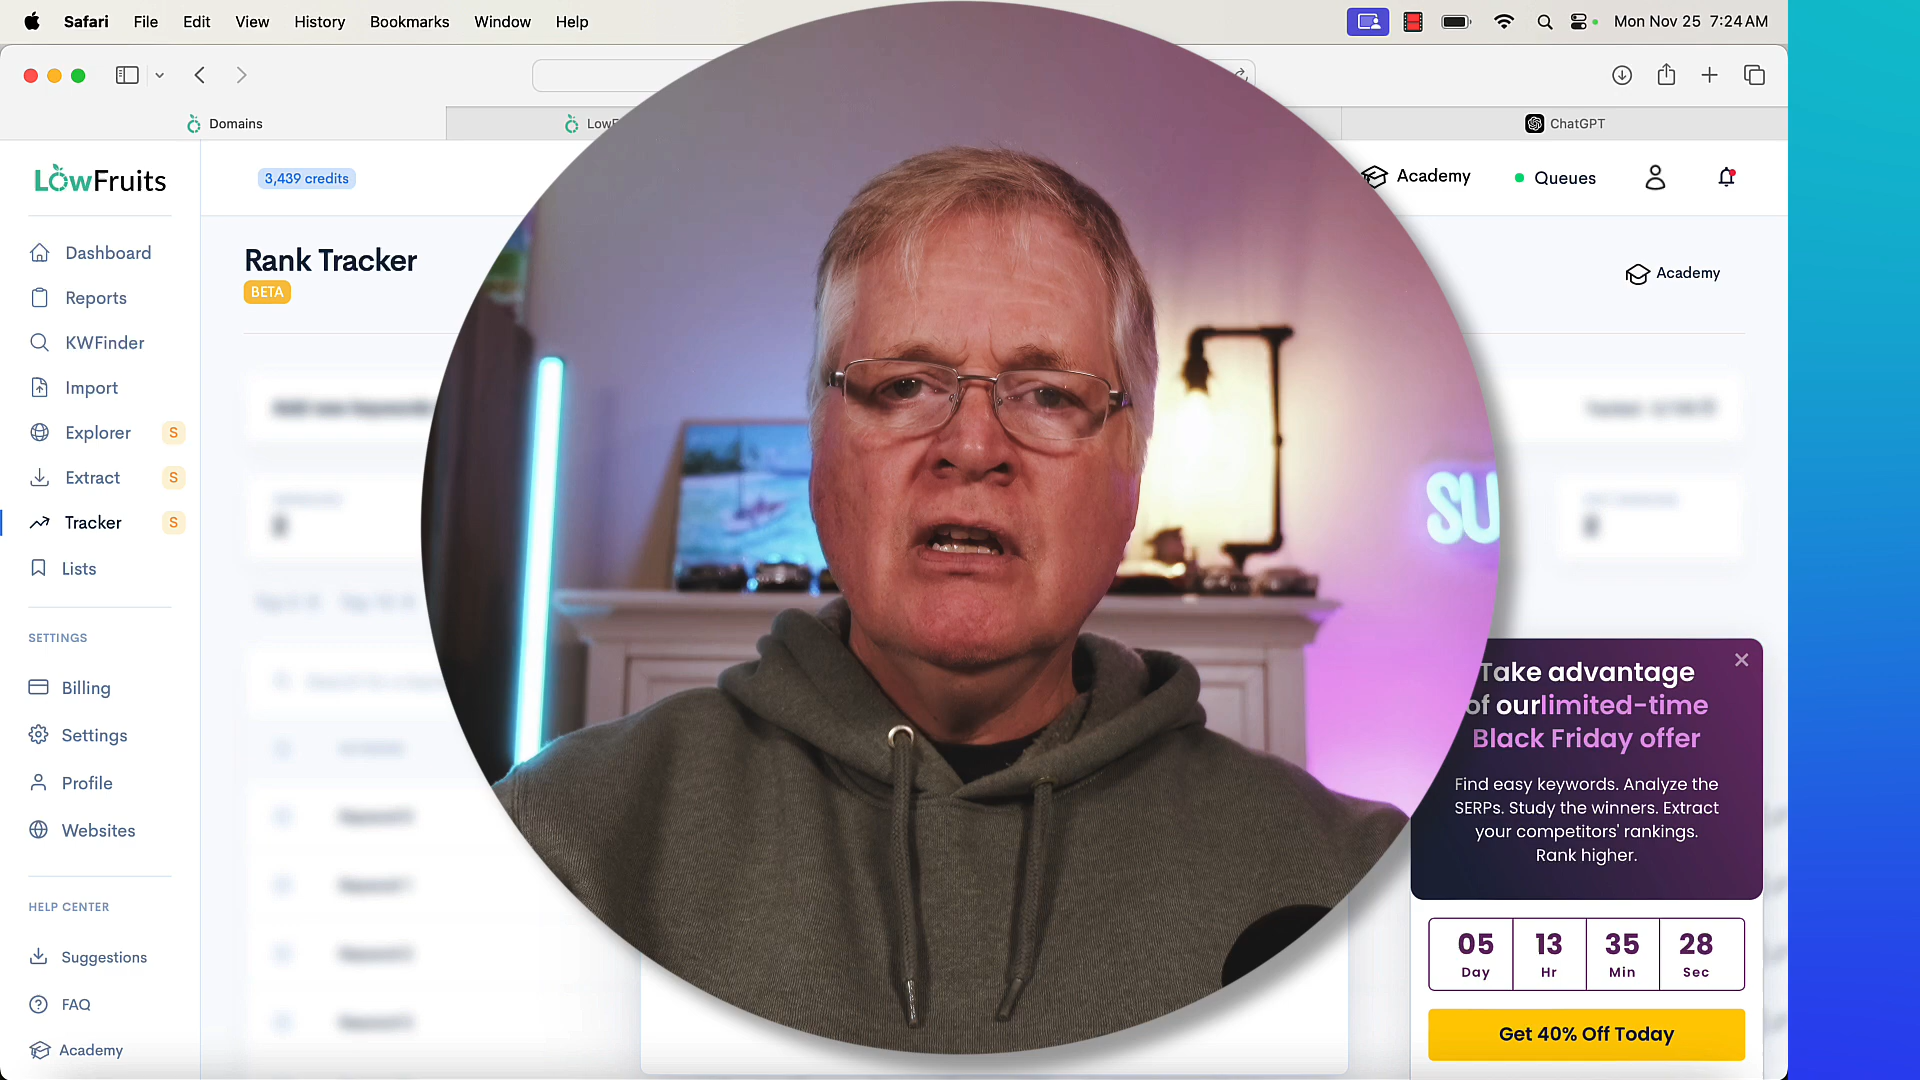 Safari File Edit View History Bookmarks Window Help
Mon Nov 25 7:24 AM
Domains
ChatGPT
LowFruits
3,439 credits
Academy
Queues
Dashboard
Reports
KWFinder
Import
Explorer S
Extract S
Tracker S
Lists
SETTINGS
Billing
Settings
Profile
Websites
HELP CENTER
Suggestions
FAQ
Academy
Rank Tracker
BETA
Academy
SU
Take advantage
of our limited-time
Black Friday offer
Find easy keywords. Analyze the
SERPs. Study the winners. Extract
your competitors' rankings.
Rank higher.
05 13 35 28
Day Hr Min Sec
Get 40% Off Today